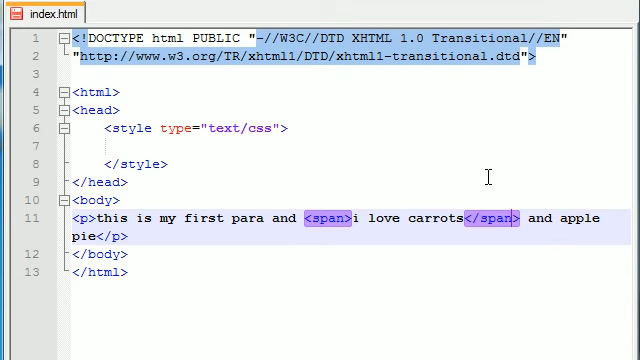 index.html
1 <!DOCTYPE html PUBLIC "-//W3C//DTD XHTML 1.0 Transitional//EN"
2 "http://www.w3.org/TR/xhtml1/DTD/xhtml1-transitional.dtd">
3
4 <html>
5 <head>
6 <style type="text/css">
7
8 </style>
9 </head>
10 <body>
11 <p>this is my first para and <span>i love carrots</span> and apple
pie</p>
12 </body>
13 </html>